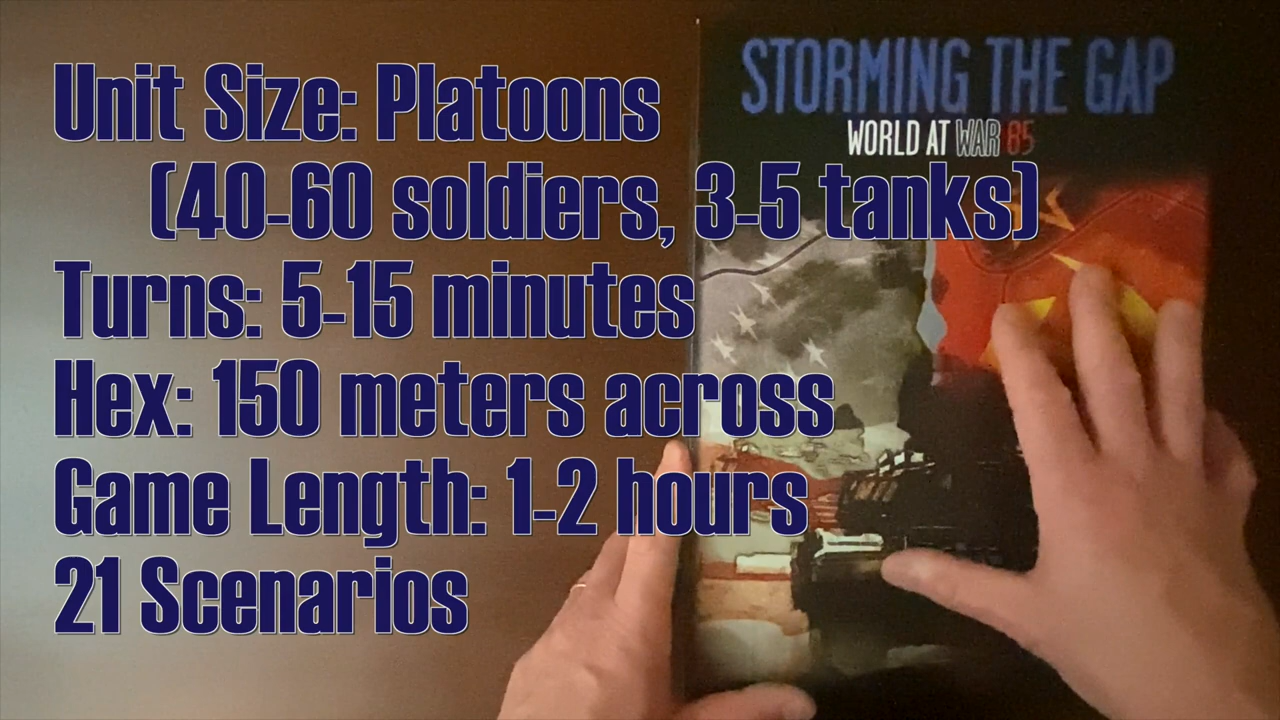 Unit Size: Platoons
(40-60 soldiers, 3-5 tanks)
Turns: 5-15 minutes
Hex: 150 meters across
Game Length: 1-2 hours
21 Scenarios
STORMING THE GAP
WORLD AT WAR 85